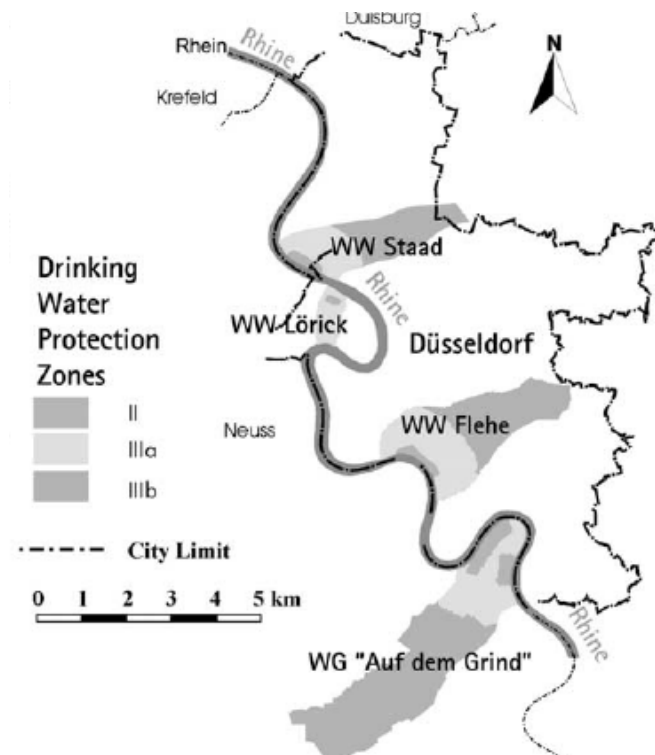 Duisburg
Rhein
Rhine
N
Krefeld
WW Staad
Drinking
Water
Protection
Zones
Rhine
WW Lörick
Düsseldorf
II
IIIa
IIIb
Neuss
WW Flehe
City Limit
0 1 2 3 4 5 km
Rhine
WG "Auf dem Grind"